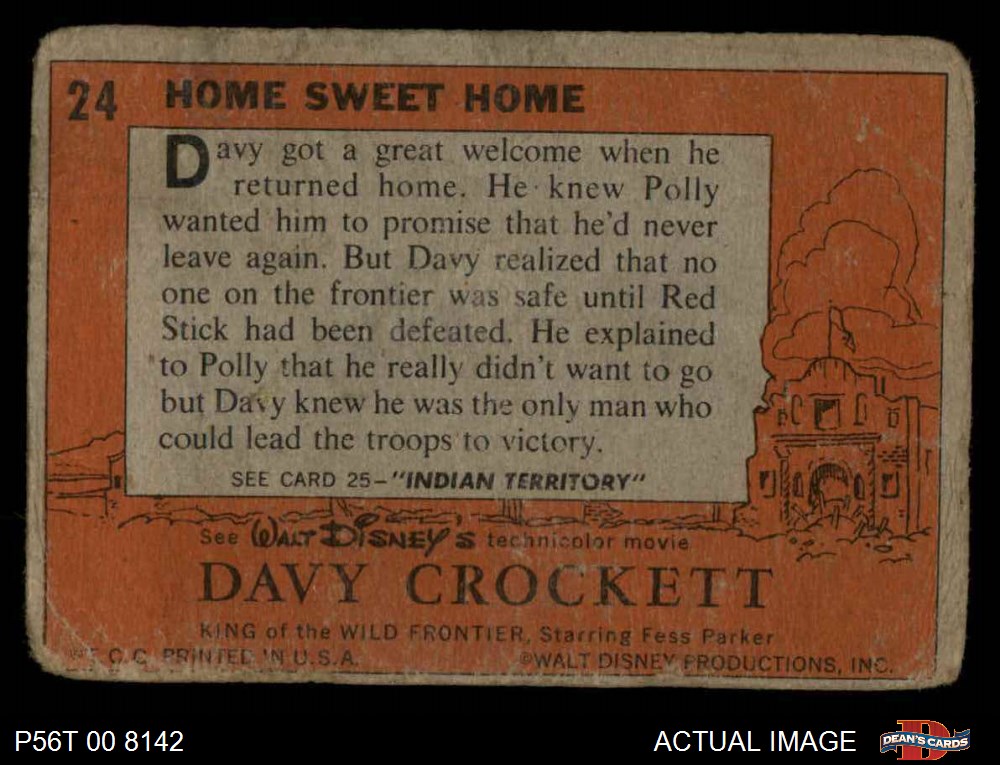 24 HOME SWEET HOME
Davy got a great welcome when he
returned home. He knew Polly
wanted him to promise that he'd never
leave again. But Davy realized that no
one on the frontier was safe until Red
Stick had been defeated. He explained
to Polly that he really didn't want to go
but Davy knew he was the only man who
could lead the troops to victory.
SEE CARD 25-"INDIAN TERRITORY"
See WALT DISNEY'S technicolor movie
DAVY CROCKETT
KING of the WILD FRONTIER, Starring Fess Parker
PRINTED IN U.S.A. ©WALT DISNEY PRODUCTIONS, INC.
P56T 00 8142 ACTUAL IMAGE DEAN'S CARDS